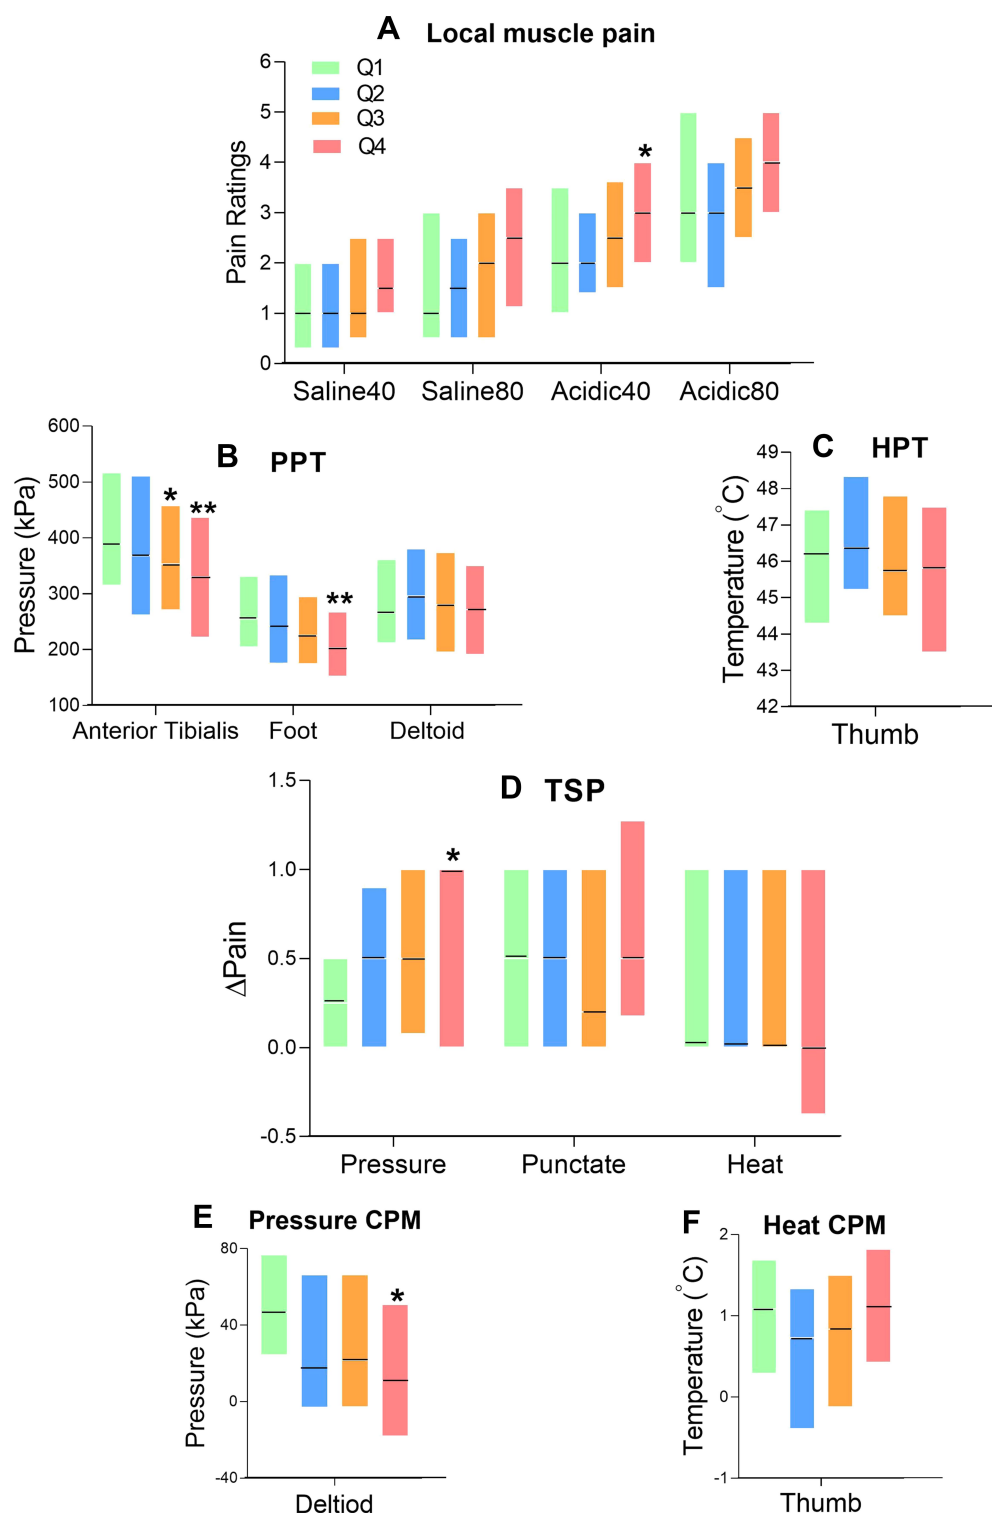 A Local muscle pain
6
5
4
3
2
1
0
Pain Ratings
Q1
Q2
Q3
Q4
*
Saline40 Saline80 Acidic40 Acidic80
B PPT
600
500
400
300
200
100
Pressure (kPa)
* **
**
Anterior Tibialis Foot Deltoid
C HPT
49
48
47
46
45
44
43
42
Temperature (°C)
Thumb
D TSP
1.5
1.0
0.5
0.0
-0.5
ΔPain
*
Pressure Punctate Heat
E Pressure CPM
80
40
0
-40
Pressure (kPa)
*
Deltiod
F Heat CPM
2
1
0
-1
Temperature (°C)
Thumb